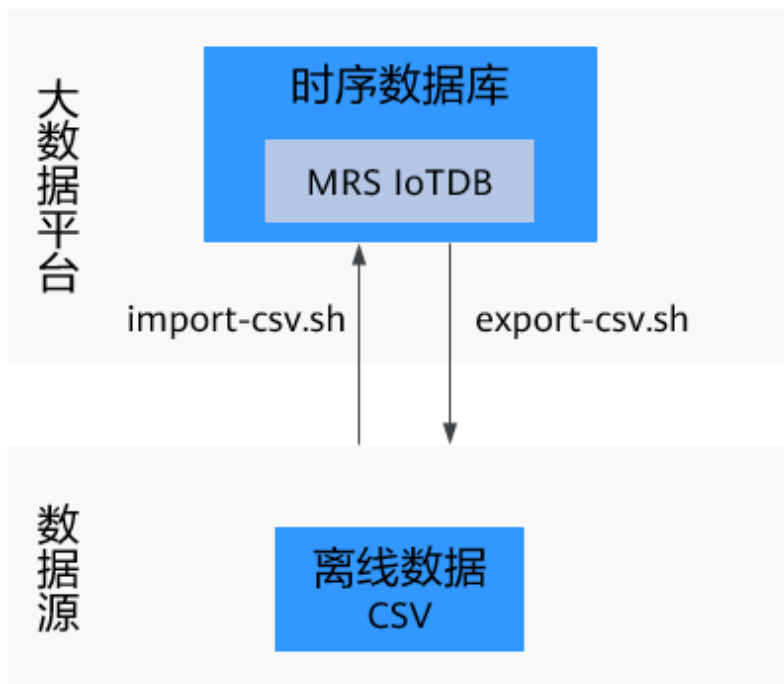 大数据平台
时序数据库
MRS IoTDB
import-csv.sh
export-csv.sh
数据源
离线数据
CSV